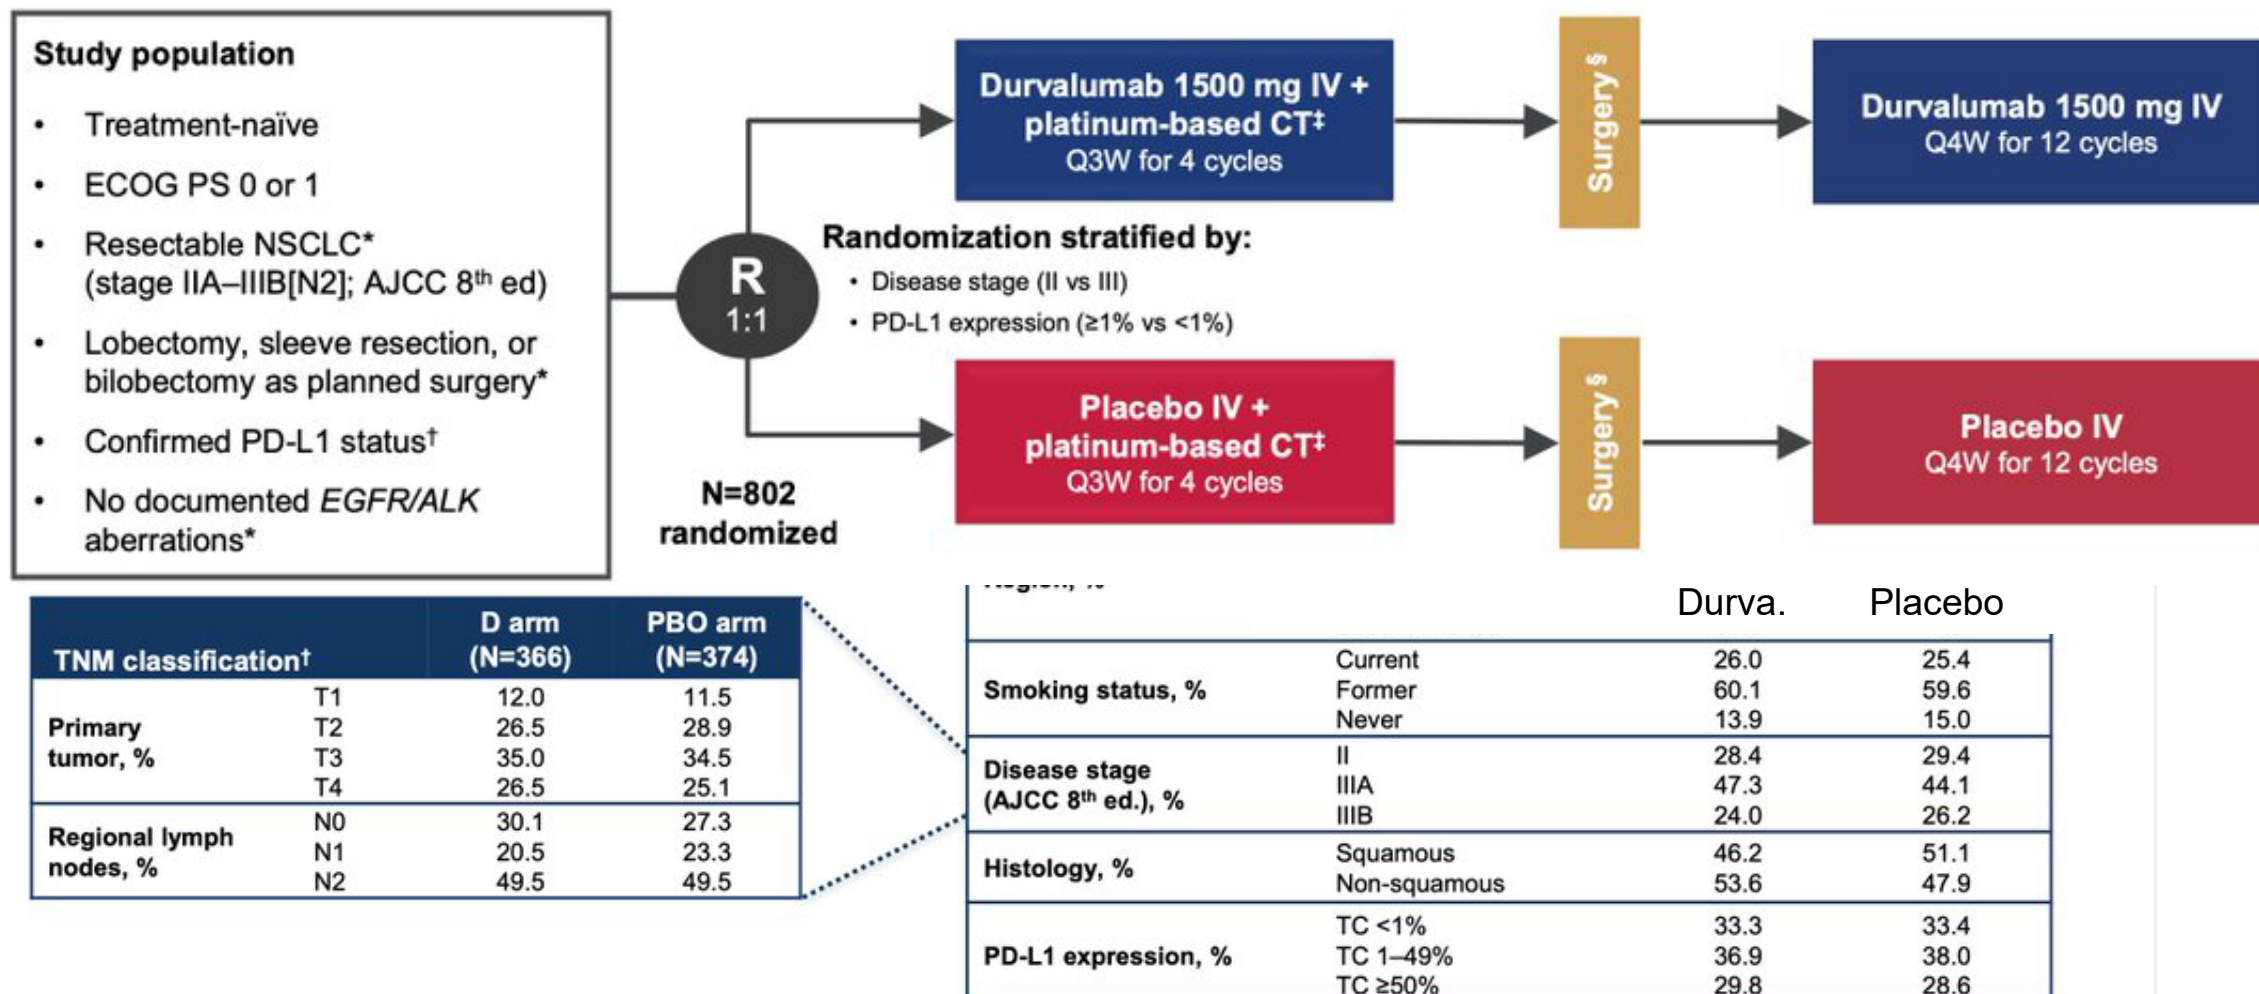 Study population
• Treatment-naïve
• ECOG PS 0 or 1
• Resectable NSCLC*
(stage IIA–IIIB[N2]; AJCC 8th ed)
• Lobectomy, sleeve resection, or
bilobectomy as planned surgery*
• Confirmed PD-L1 status†
• No documented EGFR/ALK
aberrations*
R
1:1
N=802
randomized
Randomization stratified by:
• Disease stage (II vs III)
• PD-L1 expression (≥1% vs <1%)
Durvalumab 1500 mg IV +
platinum-based CT‡
Q3W for 4 cycles
Surgery§
Durvalumab 1500 mg IV
Q4W for 12 cycles
Placebo IV +
platinum-based CT‡
Q3W for 4 cycles
Surgery§
Placebo IV
Q4W for 12 cycles
TNM classification† D arm (N=366) PBO arm (N=374)
Primary tumor, %
T1 12.0 11.5
T2 26.5 28.9
T3 35.0 34.5
T4 26.5 25.1
Regional lymph nodes, %
N0 30.1 27.3
N1 20.5 23.3
N2 49.5 49.5
Durva. Placebo
Smoking status, %
Current 26.0 25.4
Former 60.1 59.6
Never 13.9 15.0
Disease stage (AJCC 8th ed.), %
II 28.4 29.4
IIIA 47.3 44.1
IIIB 24.0 26.2
Histology, %
Squamous 46.2 51.1
Non-squamous 53.6 47.9
PD-L1 expression, %
TC <1% 33.3 33.4
TC 1–49% 36.9 38.0
TC ≥50% 29.8 28.6